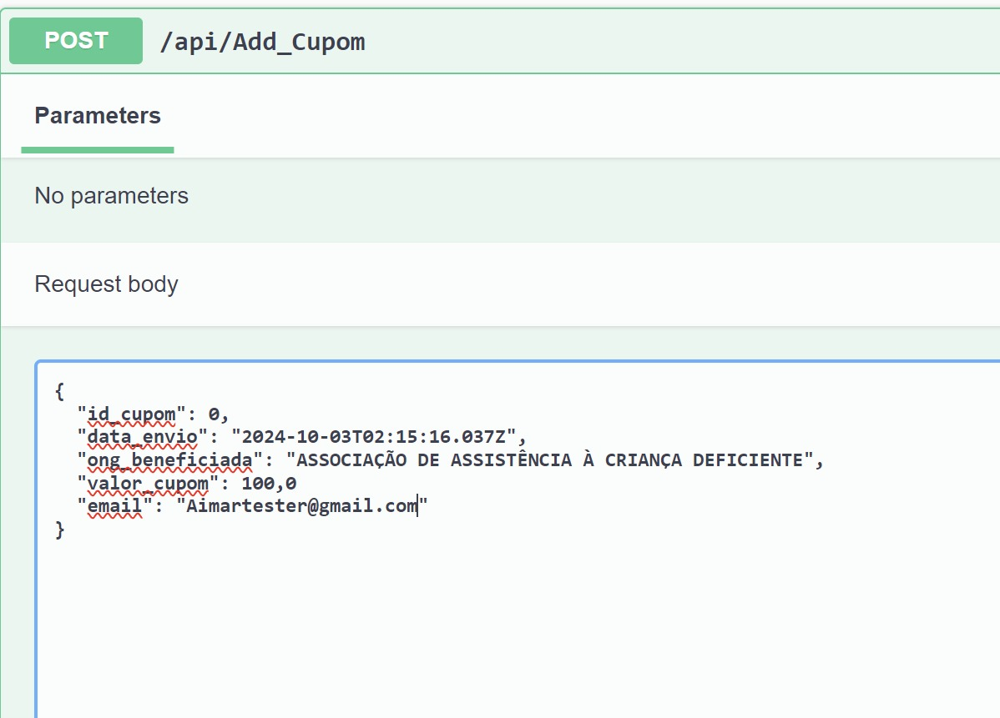 POST /api/Add_Cupom
Parameters
No parameters
Request body
{
"id_cupom": 0,
"data_envio": "2024-10-03T02:15:16.037Z",
"ong_beneficiada": "ASSOCIAÇÃO DE ASSISTÊNCIA À CRIANÇA DEFICIENTE",
"valor_cupom": 100,0
"email": "Aimartester@gmail.com"
}